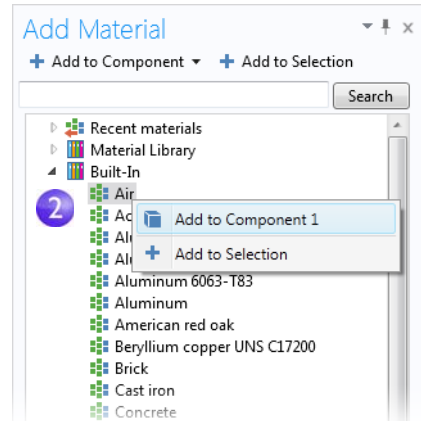 Add Material
Add to Component Add to Selection
Search
Recent materials
Material Library
Built-In
2
Air
Add to Component 1
Add to Selection
Aluminum 6063-T83
Aluminum
American red oak
Beryllium copper UNS C17200
Brick
Cast iron
Concrete